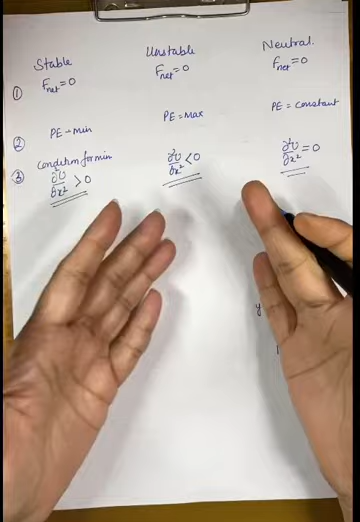 Stable
Unstable
Neutral.
① Fnet = 0
Fnet = 0
Fnet = 0
② PE → min
PE = max
PE = constant
③ Condition for min
∂²U/∂x² > 0
∂²U/∂x² < 0
∂²U/∂x² = 0
y